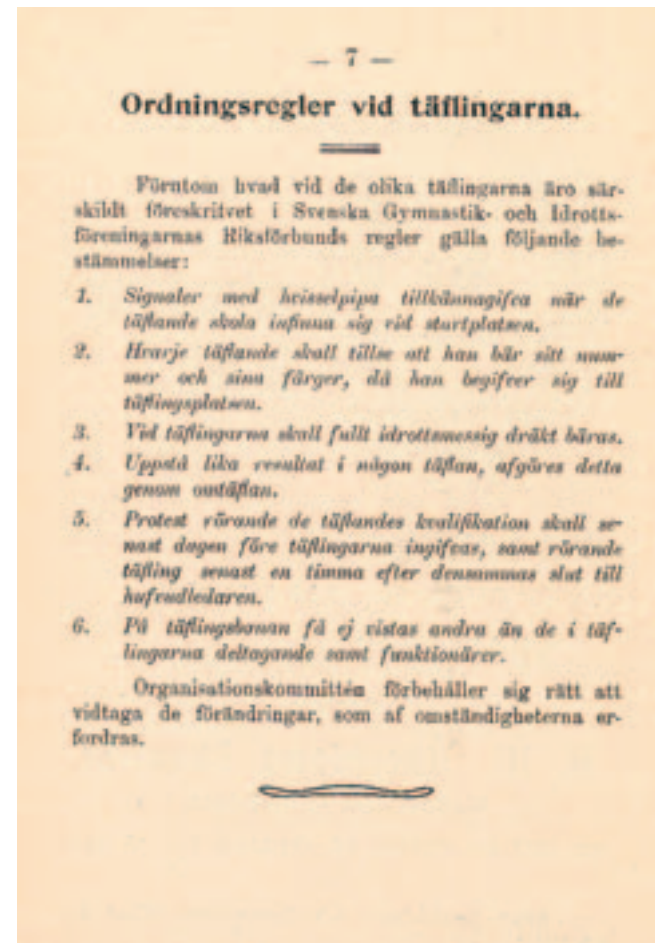 — 7 —
Ordningsregler vid täflingarna.
Förutom hvad vid de olika täflingarna äro sär-
skildt föreskrifvet i Svenska Gymnastik- och Idrotts-
föreningarnas Riksförbunds regler gälla följande be-
stämmelser:
1. Signaler med hvisselpipa tillkännagifva när de
täflande skola infinna sig vid startplatsen.
2. Hvarje täflande skall tillse att han bär sitt num-
mer och sina färger, då han begifver sig till
täflingsplatsen.
3. Vid täflingarna skall fullt idrottsmessig dräkt bäras.
4. Uppstå lika resultat i någon täflan, afgöres detta
genom omtäflan.
5. Protest rörande de täflandes kvalifikation skall se-
nast dagen före täflingarna ingifvas, samt rörande
täfling senast en timma efter densammas slut till
hufvudledaren.
6. På täflingsbanan få ej vistas andra än de i täf-
lingarna deltagande samt funktionärer.
Organisationskommittén förbehåller sig rätt att
vidtaga de förändringar, som af omständigheterna er-
fordras.